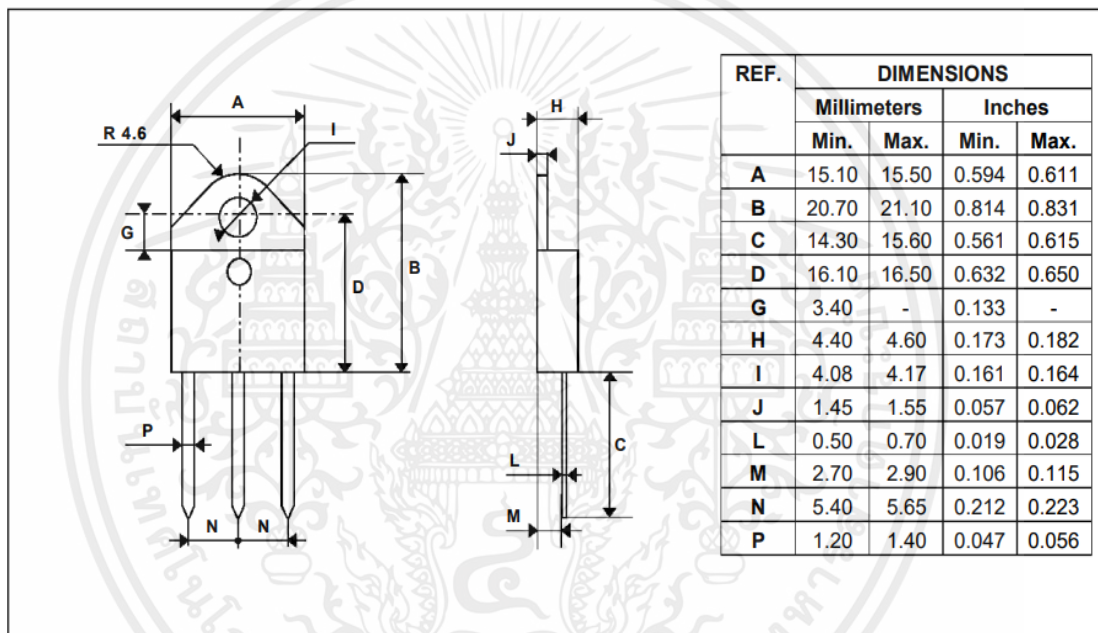 A
I
R 4.6
G
B
D
P
N N
H
J
C
L
M
REF. DIMENSIONS
Millimeters Inches
Min. Max. Min. Max.
A 15.10 15.50 0.594 0.611
B 20.70 21.10 0.814 0.831
C 14.30 15.60 0.561 0.615
D 16.10 16.50 0.632 0.650
G 3.40 - 0.133 -
H 4.40 4.60 0.173 0.182
I 4.08 4.17 0.161 0.164
J 1.45 1.55 0.057 0.062
L 0.50 0.70 0.019 0.028
M 2.70 2.90 0.106 0.115
N 5.40 5.65 0.212 0.223
P 1.20 1.40 0.047 0.056